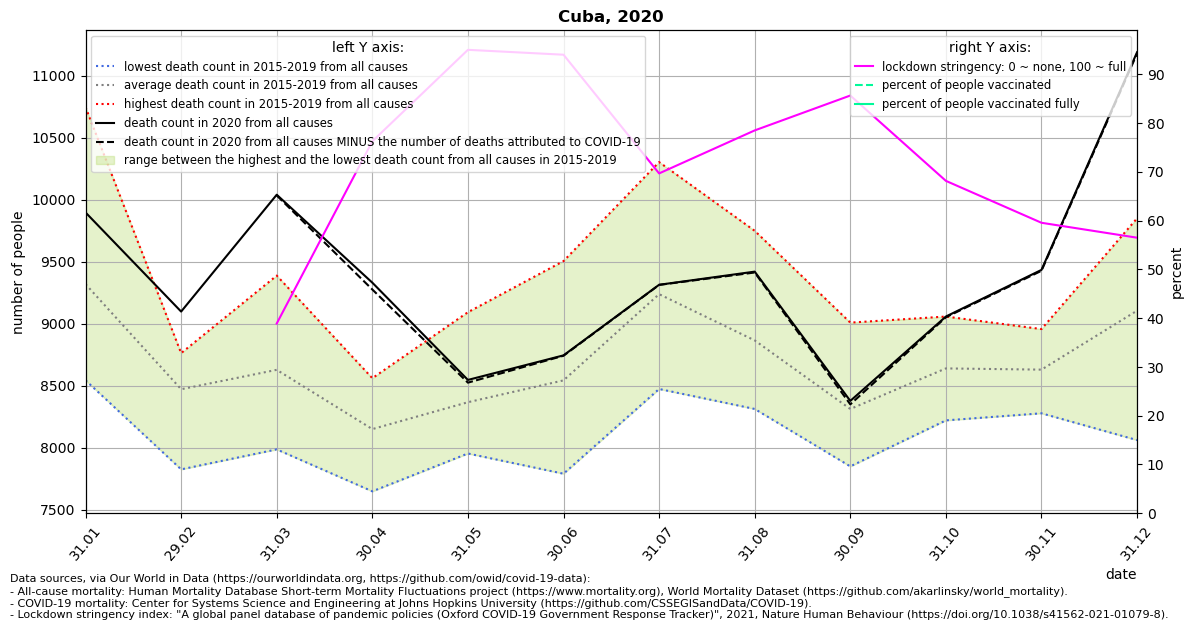 Cuba, 2020
left Y axis:
lowest death count in 2015-2019 from all causes
average death count in 2015-2019 from all causes
highest death count in 2015-2019 from all causes
death count in 2020 from all causes
death count in 2020 from all causes MINUS the number of deaths attributed to COVID-19
range between the highest and the lowest death count from all causes in 2015-2019
right Y axis:
lockdown stringency: 0 ~ none, 100 ~ full
percent of people vaccinated
percent of people vaccinated fully
number of people
11000
10500
10000
9500
9000
8500
8000
7500
90
80
70
60
50
40
30
20
10
0
percent
31.01
29.02
31.03
30.04
31.05
30.06
31.07
31.08
30.09
31.10
30.11
31.12
date
Data sources, via Our World in Data (https://ourworldindata.org, https://github.com/owid/covid-19-data):
- All-cause mortality: Human Mortality Database Short-term Mortality Fluctuations project (https://www.mortality.org), World Mortality Dataset (https://github.com/akarlinsky/world_mortality).
- COVID-19 mortality: Center for Systems Science and Engineering at Johns Hopkins University (https://github.com/CSSEGISandData/COVID-19).
- Lockdown stringency index: "A global panel database of pandemic policies (Oxford COVID-19 Government Response Tracker)", 2021, Nature Human Behaviour (https://doi.org/10.1038/s41562-021-01079-8).